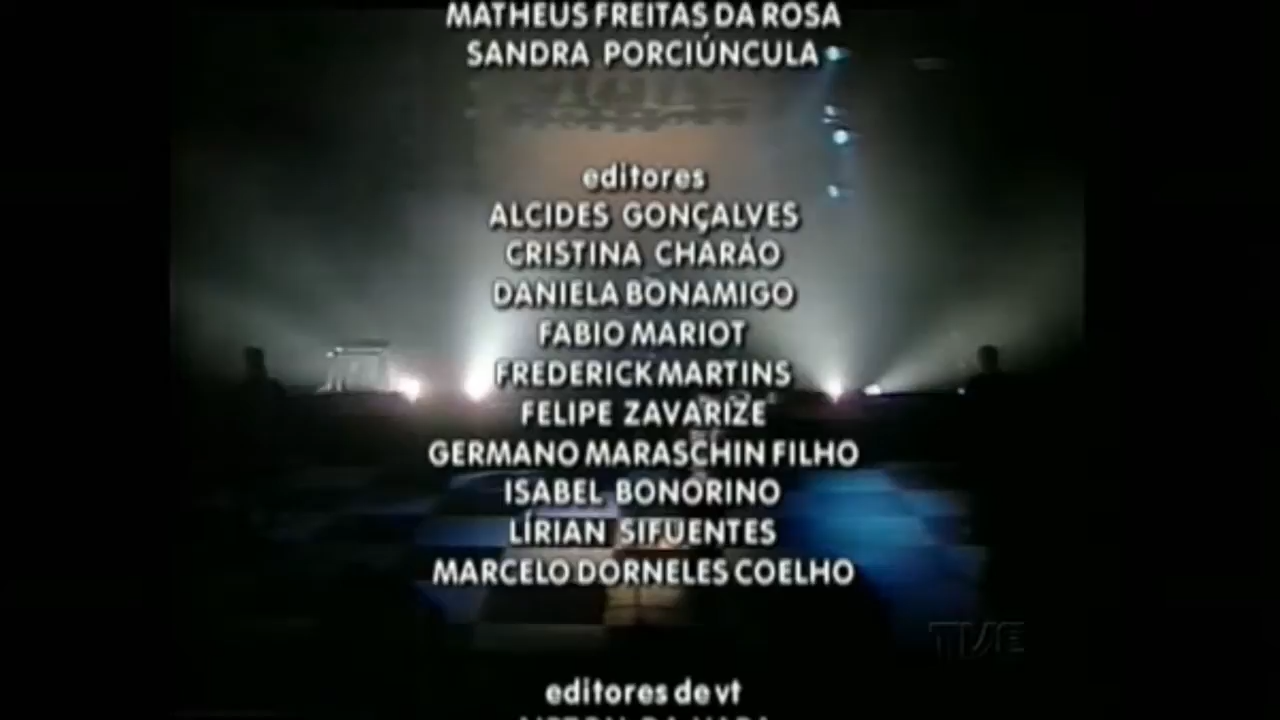 MATHEUS FREITAS DA ROSA
SANDRA PORCIÚNCULA
editores
ALCIDES GONÇALVES
CRISTINA CHARÃO
DANIELA BONAMIGO
FABIO MARIOT
FREDERICK MARTINS
FELIPE ZAVARIZE
GERMANO MARASCHIN FILHO
ISABEL BONORINO
LÍRIAN SIFUENTES
MARCELO DORNELES COELHO
TVE
editores de vt